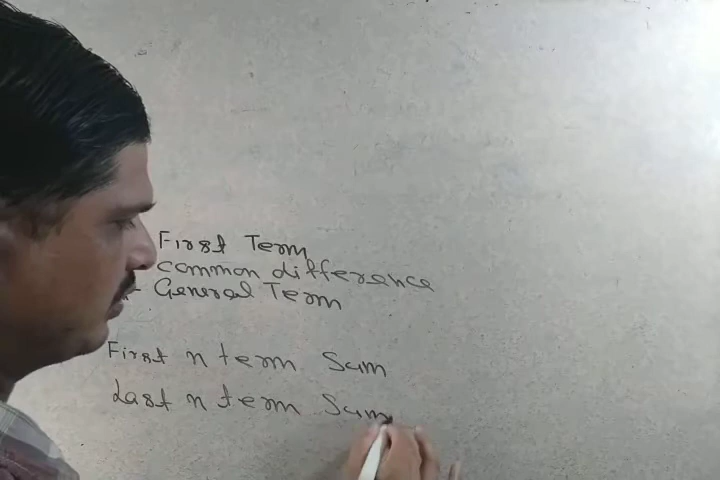 First Term
common difference
General Term
First n term Sum
Last n term Sum